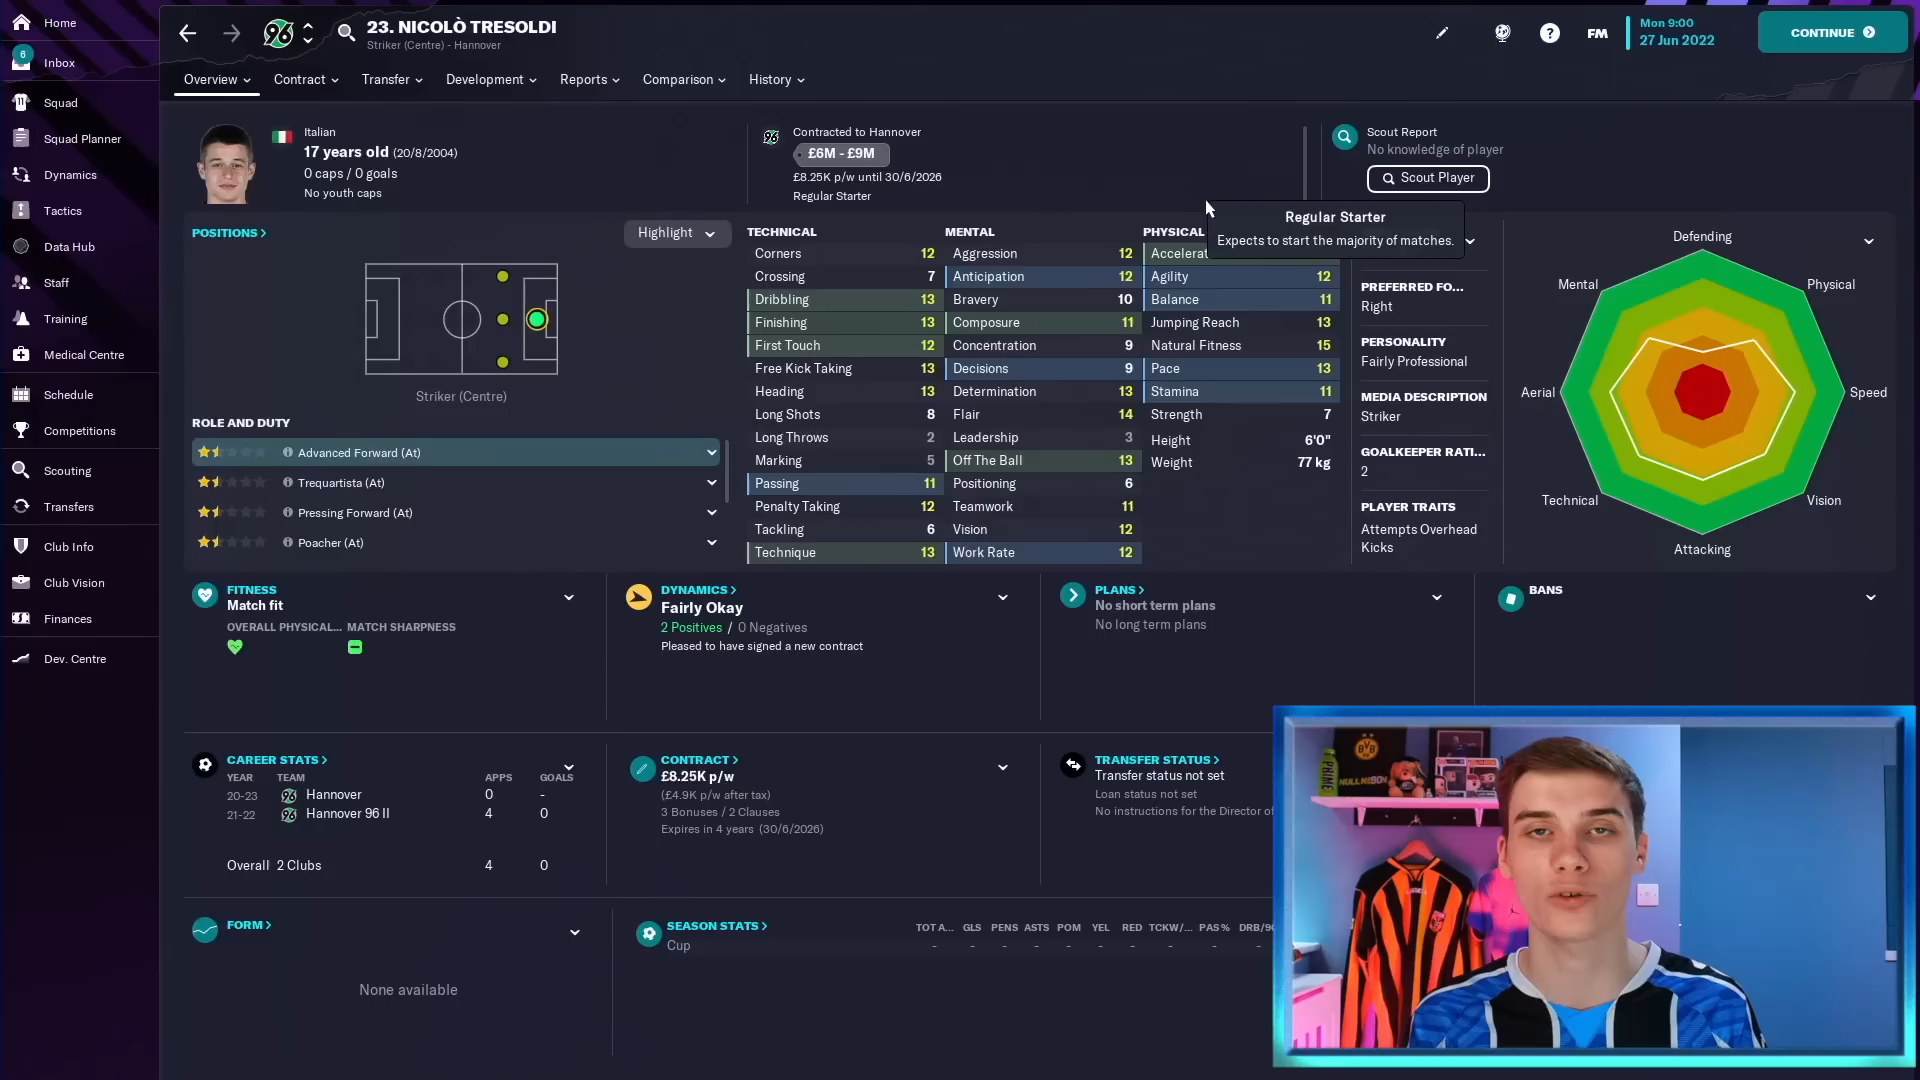 Home
6
Inbox
Squad
Squad Planner
Dynamics
Tactics
Data Hub
Staff
Training
Medical Centre
Schedule
Competitions
Scouting
Transfers
Club Info
Club Vision
Finances
Dev. Centre
96
23. NICOLÒ TRESOLDI
Striker (Centre) - Hannover
?
FM
Mon 9:00
27 Jun 2022
CONTINUE
Overview
Contract
Transfer
Development
Reports
Comparison
History
Italian
17 years old (20/8/2004)
0 caps / 0 goals
No youth caps
Contracted to Hannover
£6M - £9M
£8.25K p/w until 30/6/2026
Regular Starter
Scout Report
No knowledge of player
Scout Player
Regular Starter
Expects to start the majority of matches.
POSITIONS >
Highlight
Striker (Centre)
ROLE AND DUTY
Advanced Forward (At)
Trequartista (At)
Pressing Forward (At)
Poacher (At)
TECHNICAL
Corners 12
Crossing 7
Dribbling 13
Finishing 13
First Touch 12
Free Kick Taking 13
Heading 13
Long Shots 8
Long Throws 2
Marking 5
Passing 11
Penalty Taking 12
Tackling 6
Technique 13
MENTAL
Aggression 12
Anticipation 12
Bravery 10
Composure 11
Concentration 9
Decisions 9
Determination 13
Flair 14
Leadership 3
Off The Ball 13
Positioning 6
Teamwork 11
Vision 12
Work Rate 12
PHYSICAL
Accelerat
Agility 12
Balance 11
Jumping Reach 13
Natural Fitness 15
Pace 13
Stamina 11
Strength 7
Height 6'0"
Weight 77 kg
PREFERRED FO...
Right
PERSONALITY
Fairly Professional
MEDIA DESCRIPTION
Striker
GOALKEEPER RATI...
2
PLAYER TRAITS
Attempts Overhead
Kicks
Defending
Mental
Physical
Aerial
Speed
Technical
Vision
Attacking
FITNESS
Match fit
OVERALL PHYSICAL... MATCH SHARPNESS
DYNAMICS >
Fairly Okay
2 Positives / 0 Negatives
Pleased to have signed a new contract
PLANS >
No short term plans
No long term plans
BANS
CAREER STATS >
YEAR TEAM APPS GOALS
20-23 Hannover 0 -
21-22 Hannover 96 II 4 0
Overall 2 Clubs 4 0
CONTRACT >
£8.25K p/w
(£4.9K p/w after tax)
3 Bonuses / 2 Clauses
Expires in 4 years (30/6/2026)
TRANSFER STATUS >
Transfer status not set
Loan status not set
No instructions for the Director of
FORM >
None available
SEASON STATS >
TOT A... GLS PENS ASTS POM YEL RED TCKW/... PAS % DRB/90
Cup - - - - - - - - - -
PRIME
BVB